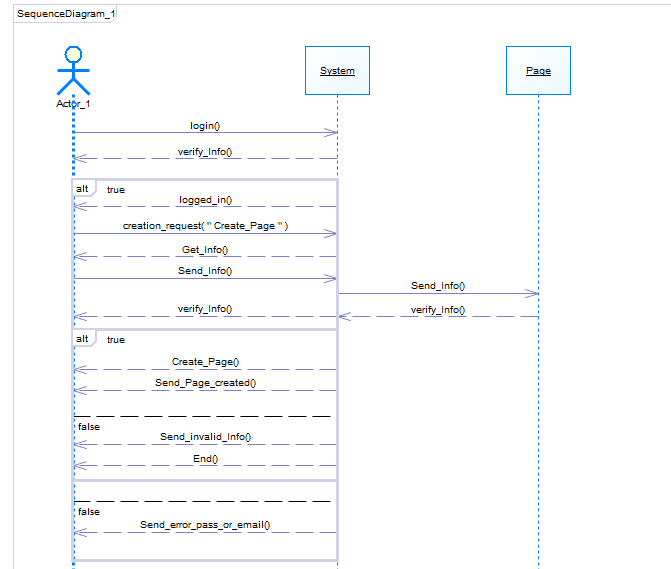 SequenceDiagram_1
System
Page
Actor_1
login()
verify_Info()
alt true
logged_in()
creation_request( " Create_Page " )
Get_Info()
Send_Info()
Send_Info()
verify_Info() verify_Info()
alt true
Create_Page()
Send_Page_created()
false
Send_invalid_Info()
End()
false
Send_error_pass_or_email()